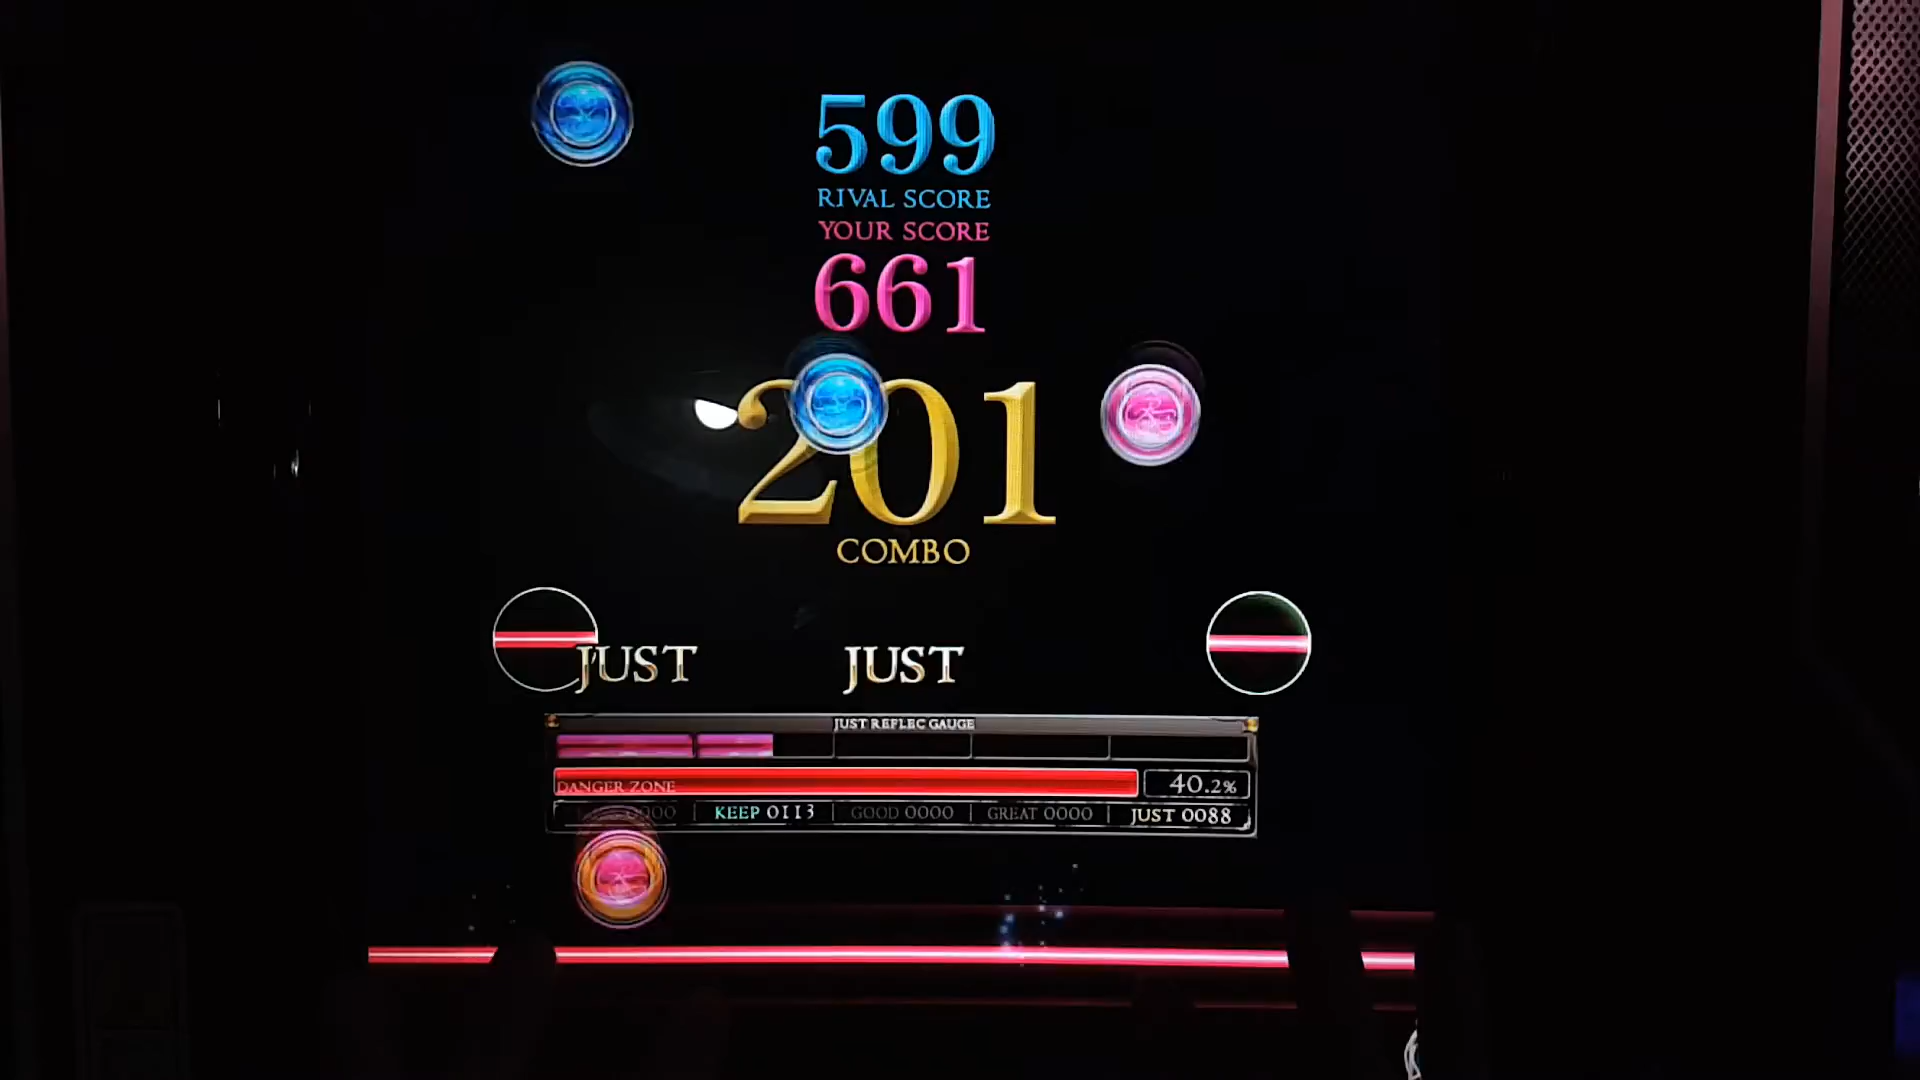 599
RIVAL SCORE
YOUR SCORE
661
201
COMBO
JUST JUST
JUST REFLEC GAUGE
DANGER ZONE 40.2%
KEEP 0113 GOOD 0000 GREAT 0000 JUST 0088